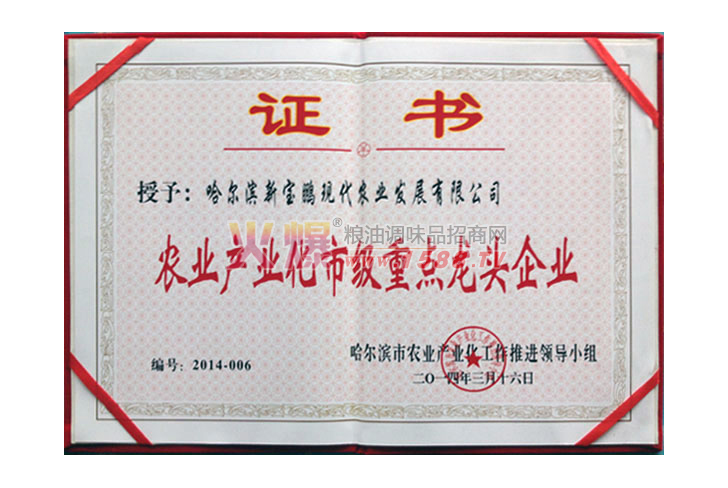 证 书
授予：哈尔滨新宝鹏现代农业发展有限公司
火爆®粮油调味品招商网
农业产业化市级重点龙头企业
编号：2014-006
哈尔滨市农业产业化工作推进领导小组
二〇一四年三月十六日